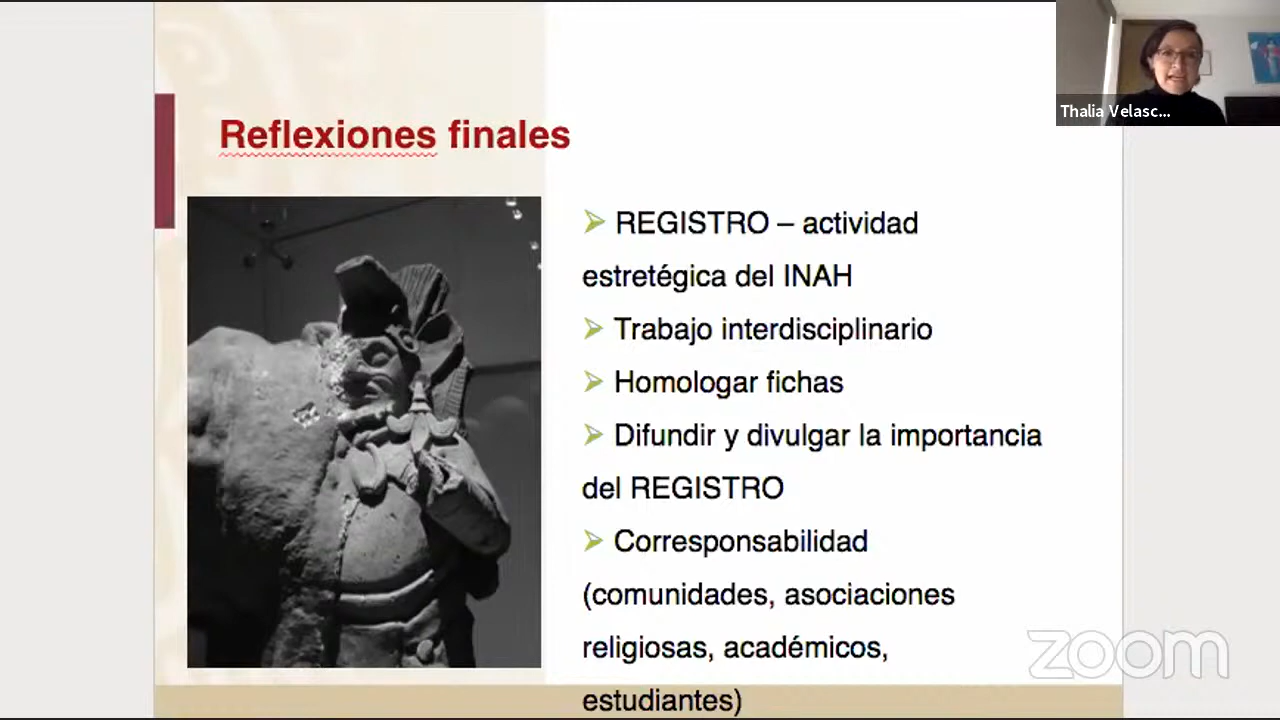 Thalia Velasc...
Reflexiones finales
REGISTRO – actividad
estretégica del INAH
Trabajo interdisciplinario
Homologar fichas
Difundir y divulgar la importancia
del REGISTRO
Corresponsabilidad
(comunidades, asociaciones
religiosas, académicos,
estudiantes)
zoom